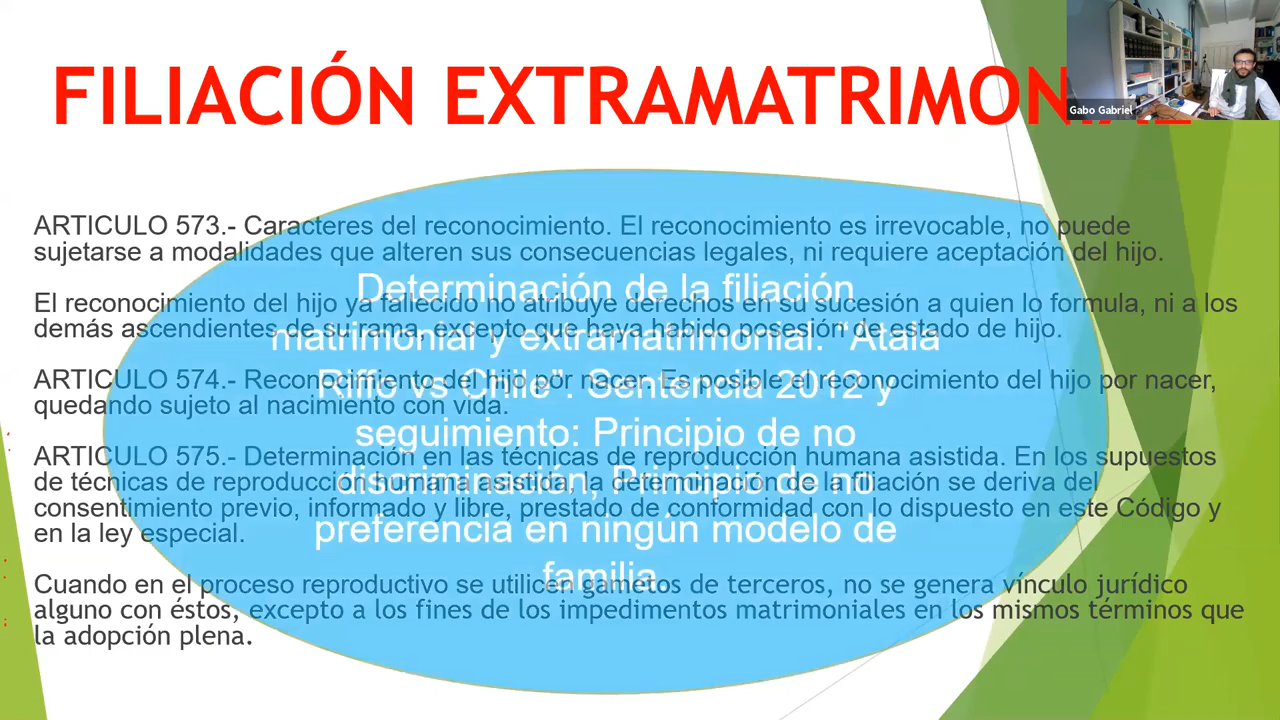 FILIACIÓN EXTRAMATRIMONIAL
Gabo Gabriel
ARTICULO 573.- Caracteres del reconocimiento. El reconocimiento es irrevocable, no puede
sujetarse a modalidades que alteren sus consecuencias legales, ni requiere aceptación del hijo.
El reconocimiento del hijo ya fallecido no atribuye derechos en su sucesión a quien lo formula, ni a los
demás ascendientes de su rama, excepto que haya habido posesión de estado de hijo.
ARTICULO 574.- Reconocimiento del hijo por nacer. Es posible el reconocimiento del hijo por nacer,
quedando sujeto al nacimiento con vida.
ARTICULO 575.- Determinación en las técnicas de reproducción humana asistida. En los supuestos
de técnicas de reproducción humana asistida, la determinación de la filiación se deriva del
consentimiento previo, informado y libre, prestado de conformidad con lo dispuesto en este Código y
en la ley especial.
Cuando en el proceso reproductivo se utilicen gametos de terceros, no se genera vínculo jurídico
alguno con éstos, excepto a los fines de los impedimentos matrimoniales en los mismos términos que
la adopción plena.
Determinación de la filiación
matrimonial y extramatrimonial. “Atala
Riffo vs Chile”. Sentencia 2012 y
seguimiento: Principio de no
discriminación, Principio de no
preferencia en ningún modelo de
familia.